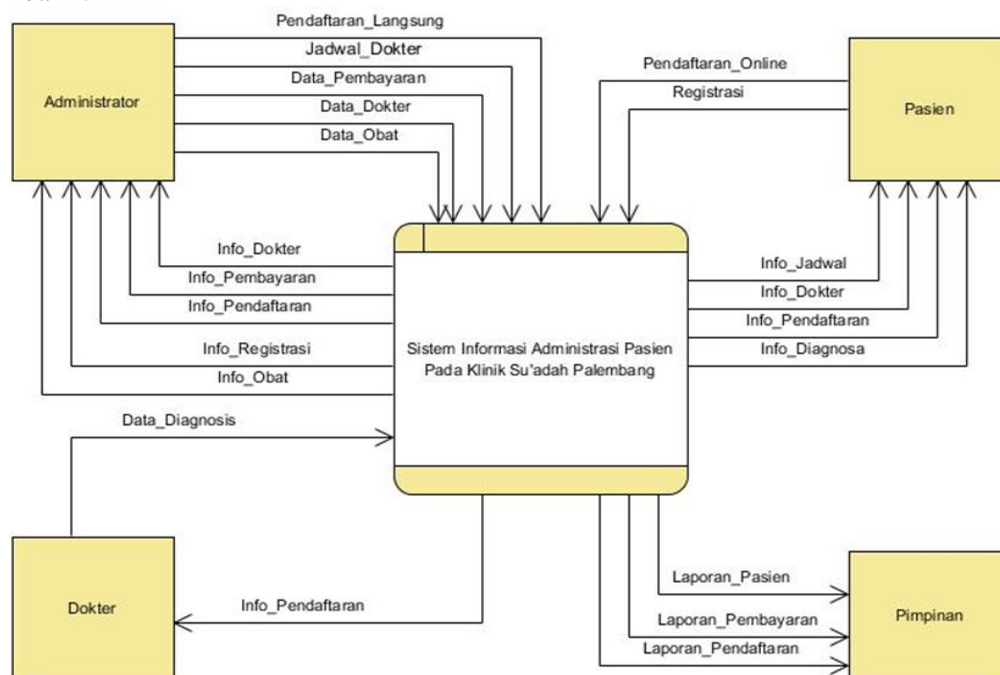 Pendaftaran_Langsung
Jadwal_Dokter
Data_Pembayaran
Data_Dokter
Data_Obat
Administrator
Pendaftaran_Online
Registrasi
Pasien
Info_Dokter
Info_Pembayaran
Info_Pendaftaran
Info_Registrasi
Info_Obat
Sistem Informasi Administrasi Pasien
Pada Klinik Su'adah Palembang
Info_Jadwal
Info_Dokter
Info_Pendaftaran
Info_Diagnosa
Data_Diagnosis
Dokter
Info_Pendaftaran
Laporan_Pasien
Laporan_Pembayaran
Laporan_Pendaftaran
Pimpinan